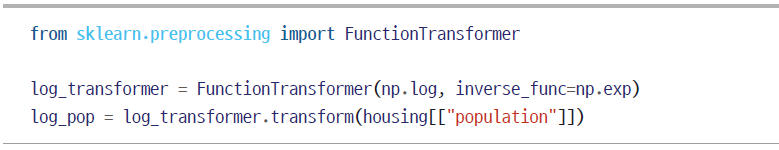 from sklearn.preprocessing import FunctionTransformer
log_transformer = FunctionTransformer(np.log, inverse_func=np.exp)
log_pop = log_transformer.transform(housing[["population"]])